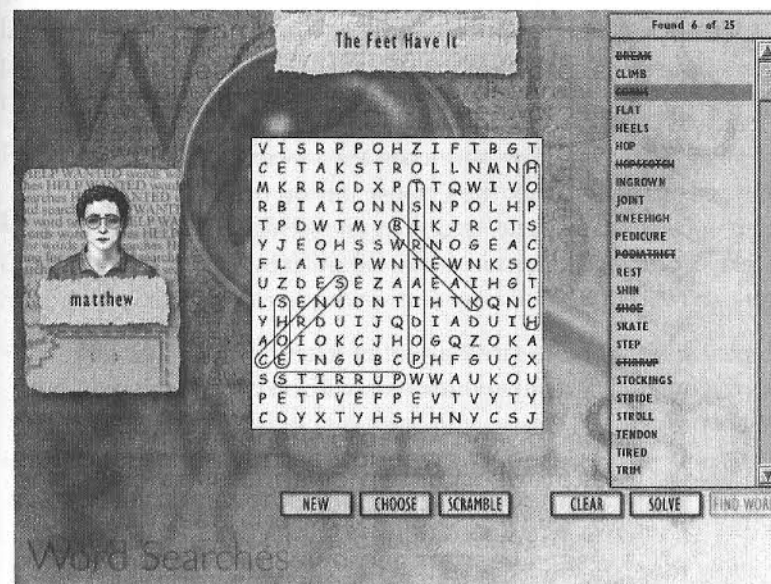 The Feet Have It
Found 6 of 25
BREAK
CLIMB
CORNS
FLAT
HEELS
HOP
HOPSCOTCH
INGROWN
JOINT
KNEEHIGH
PEDICURE
PODIATRIST
REST
SHIN
SHOE
SKATE
STEP
STIRRUP
STOCKINGS
STRIDE
STROLL
TENDON
TIRED
TRIM
V I S R P P O H Z I F T B G T
C E T A K S T R O L L N M N H
M K R R C D X P T T Q W I V O
R B I A I O N N S N P O L H P
T P D W T M Y B I K J R C T S
Y J E O H S S W R N O G E A C
F L A T L P W N T E W N K S O
U Z D E S E Z A A E A I H G T
L S E N U D N T I H T K Q N C
Y H R D U I J Q D I A D U I H
A O I O K C J H O G Q Z O K A
C E T N G U B C P H F G U C X
S S T I R R U P W W A U K O U
P E T P V E F P E V T V Y T Y
C D Y X T Y H S H H N Y C S J
matthew
NEW CHOOSE SCRAMBLE CLEAR SOLVE FIND WORD
Word Searches